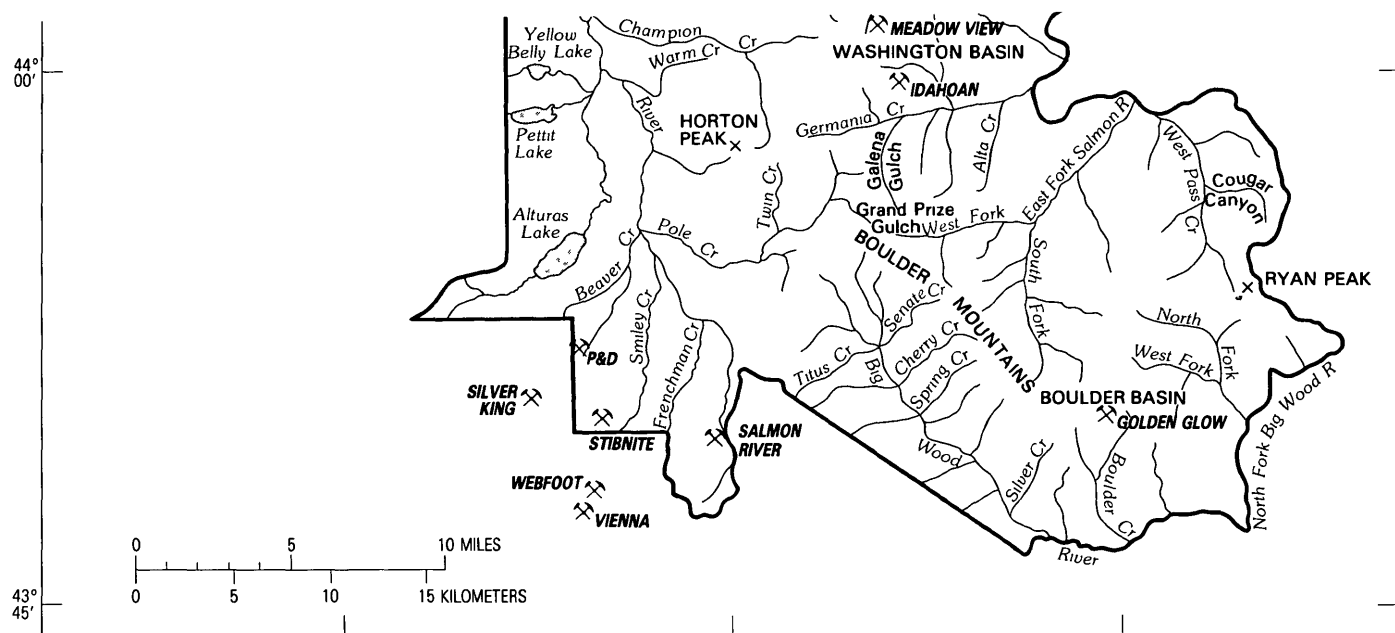 44°
00'
Yellow
Belly Lake
Champion
Cr
Warm Cr
MEADOW VIEW
WASHINGTON BASIN
IDAHOAN
Pettit
Lake
River
HORTON
PEAK
Germania Cr
Galena
Gulch
Alta Cr
East Fork Salmon R
West Pass
Cr
Cougar
Canyon
Alturas
Lake
Twin Cr
Grand Prize
Gulch
West Fork
Pole Cr
BOULDER
MOUNTAINS
South
Fork
RYAN PEAK
Beaver Cr
Smiley Cr
Frenchman Cr
Senate Cr
Titus Cr
Big
Cherry Cr
Spring Cr
North
Fork
West Fork
P&D
SILVER
KING
STIBNITE
SALMON
RIVER
BOULDER BASIN
GOLDEN GLOW
North Fork Big Wood R
Wood
Silver Cr
Boulder
Cr
River
WEBFOOT
VIENNA
0 5 10 MILES
0 5 10 15 KILOMETERS
43°
45'